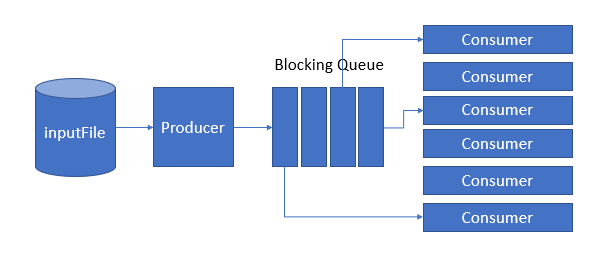 inputFile
Producer
Blocking Queue
Consumer
Consumer
Consumer
Consumer
Consumer
Consumer